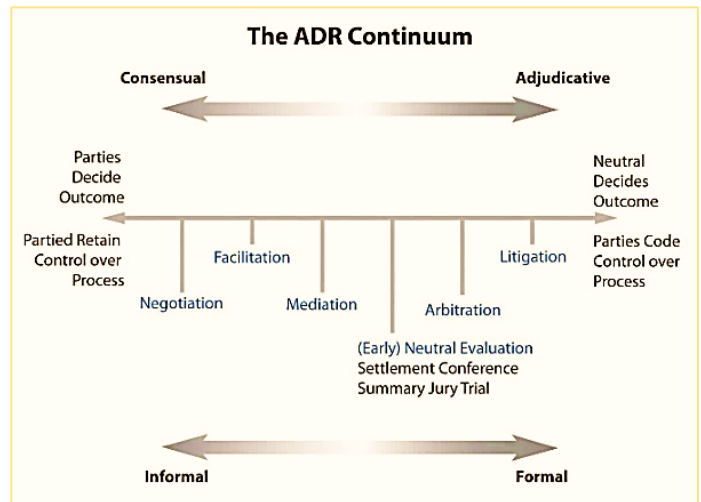 The ADR Continuum
Consensual
Adjudicative
Parties
Decide
Outcome
Neutral
Decides
Outcome
Partied Retain
Control over
Process
Parties Code
Control over
Process
Negotiation
Facilitation
Mediation
(Early) Neutral Evaluation
Settlement Conference
Summary Jury Trial
Arbitration
Litigation
Informal
Formal